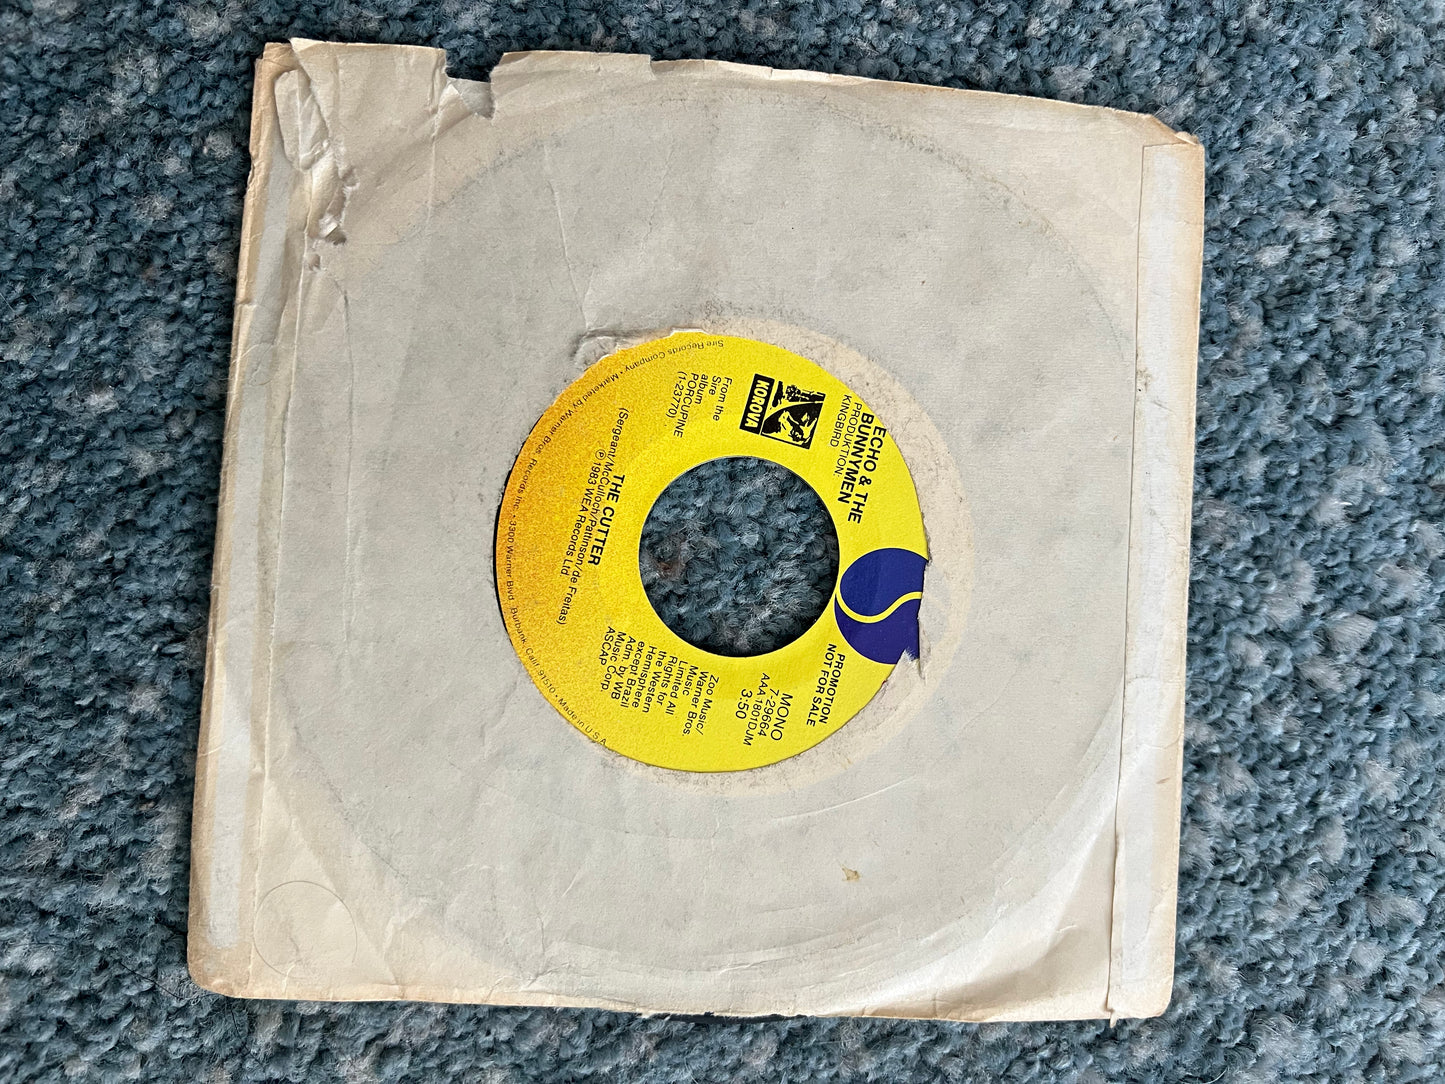 ECHO & THE
BUNNYMEN
PRODUKTION:
KINGBIRD
KOROVA
From the
Sire
album
PORCUPINE
(1-23770)
PROMOTION
NOT FOR SALE
MONO
7-29664
AAA 1801DJM
3:50
Zoo Music/
Warner Bros.
Music
Limited All
Rights for
the Western
Hemisphere
except Brazil
Adm. by WB
Music Corp.
ASCAP
THE CUTTER
(Sergeant/McCulloch/Pattinson/de Freitas)
℗ 1983 WEA Records Ltd.
Sire Records Company • Marketed by Warner Bros. Records Inc. • 3300 Warner Blvd. Burbank, Calif. 91510 • Made in U.S.A.